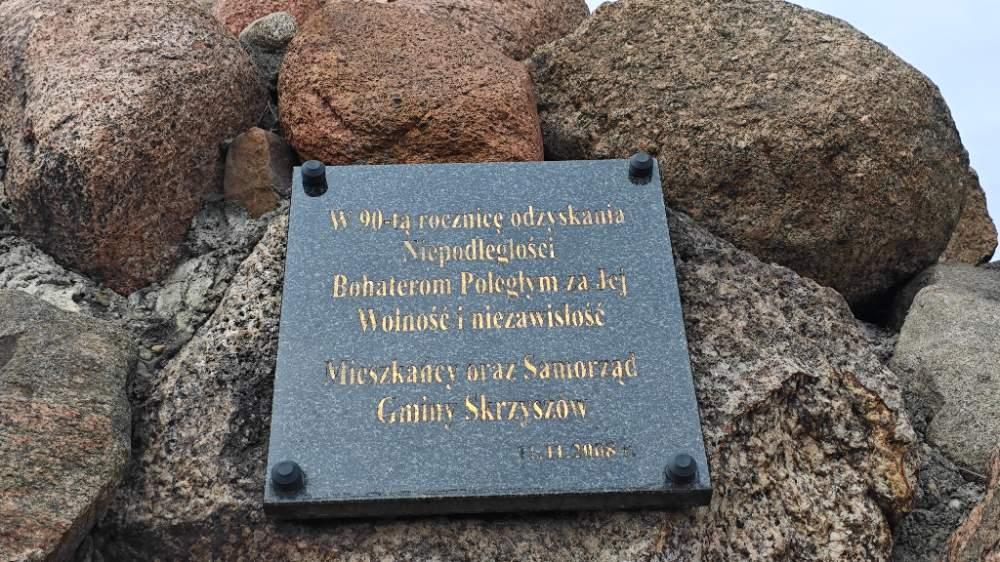 W 90-tą rocznicę odzyskania
Niepodległości
Bohaterom Poległym za Jej
Wolność i niezawisłość
Mieszkańcy oraz Samorząd
Gminy Skrzyszów
11.11.2008 r.